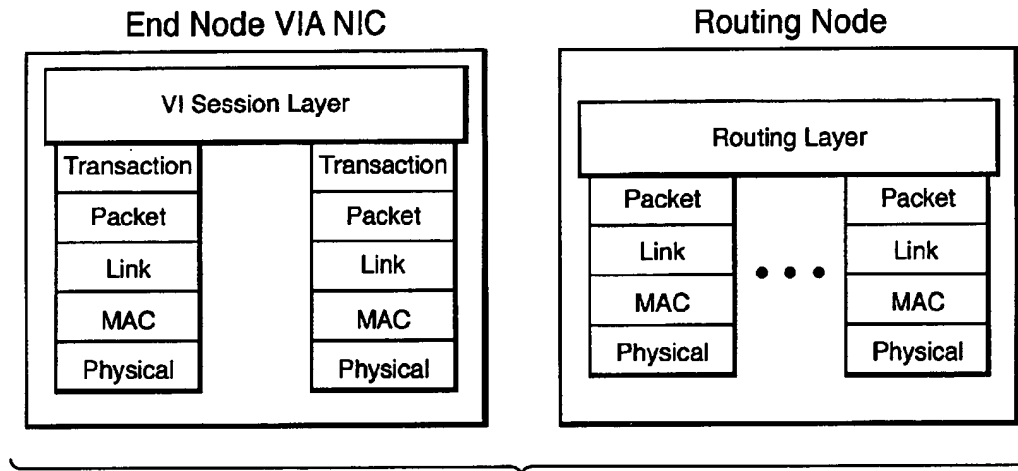 End Node VIA NIC
VI Session Layer
Transaction Transaction
Packet Packet
Link Link
MAC MAC
Physical Physical
Routing Node
Routing Layer
Packet Packet
Link Link
MAC MAC
Physical Physical